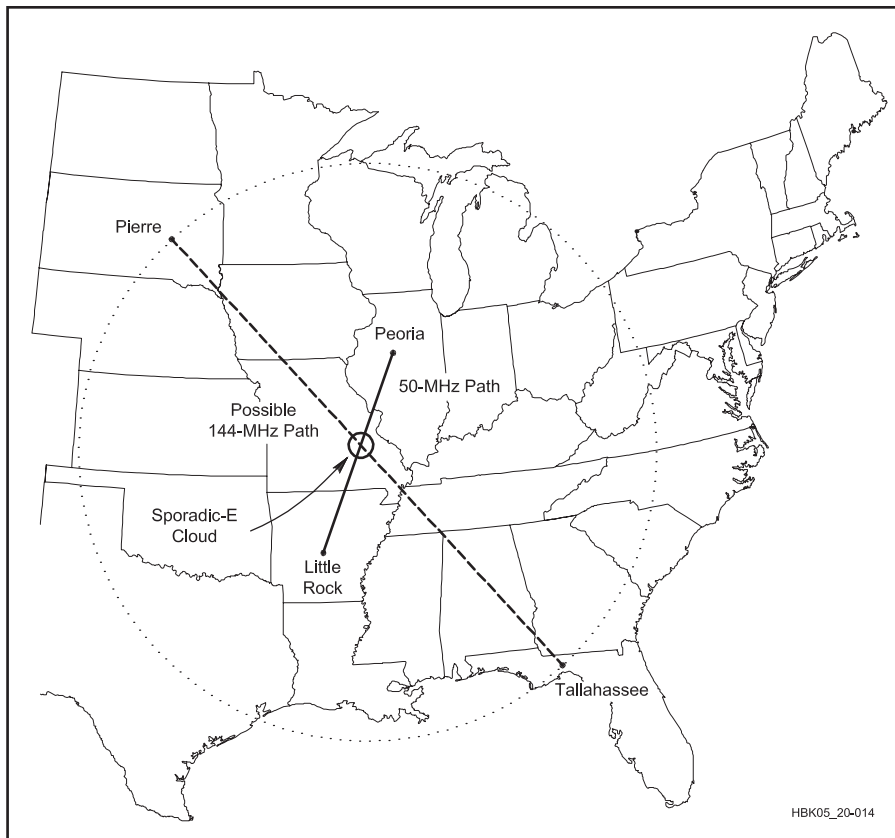 Pierre
Peoria
50-MHz Path
Possible
144-MHz Path
Sporadic-E
Cloud
Little
Rock
Tallahassee
HBK05_20-014